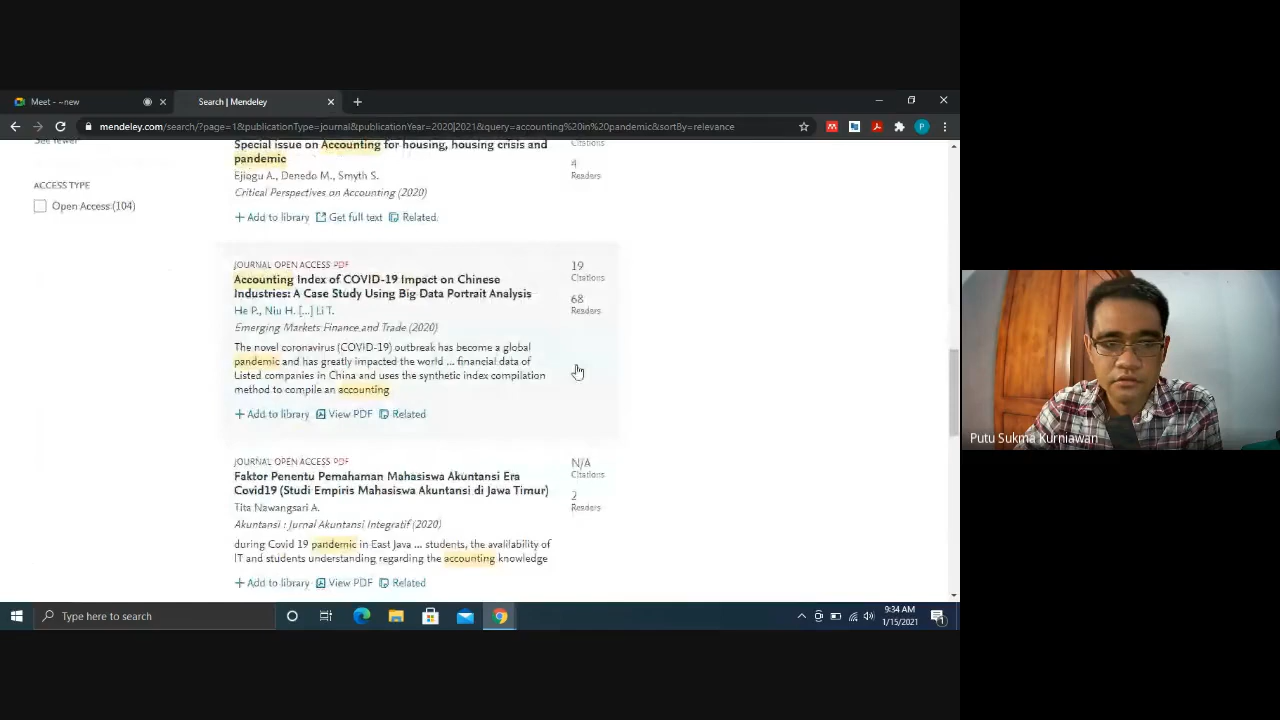 Meet - ~new
Search | Mendeley
mendeley.com/search/?page=1&publicationType=journal&publicationYear=2020|2021&query=accounting%20in%20pandemic&sortBy=relevance
P
See fewer
ACCESS TYPE
Open Access (104)
Special issue on Accounting for housing, housing crisis and
pandemic
Ejiogu A., Denedo M., Smyth S.
Critical Perspectives on Accounting (2020)
+ Add to library Get full text Related
Citations
4
Readers
JOURNAL OPEN ACCESS PDF
Accounting Index of COVID-19 Impact on Chinese
Industries: A Case Study Using Big Data Portrait Analysis
He P., Niu H. [...] Li T.
Emerging Markets Finance and Trade (2020)
The novel coronavirus (COVID-19) outbreak has become a global
pandemic and has greatly impacted the world ... financial data of
Listed companies in China and uses the synthetic index compilation
method to compile an accounting
+ Add to library View PDF Related
19
Citations
68
Readers
JOURNAL OPEN ACCESS PDF
Faktor Penentu Pemahaman Mahasiswa Akuntansi Era
Covid19 (Studi Empiris Mahasiswa Akuntansi di Jawa Timur)
Tita Nawangsari A.
Akuntansi : Jurnal Akuntansi Integratif (2020)
during Covid 19 pandemic in East Java ... students, the availability of
IT and students understanding regarding the accounting knowledge
+ Add to library View PDF Related
N/A
Citations
2
Readers
Type here to search
9:34 AM
1/15/2021
1
Putu Sukma Kurniawan